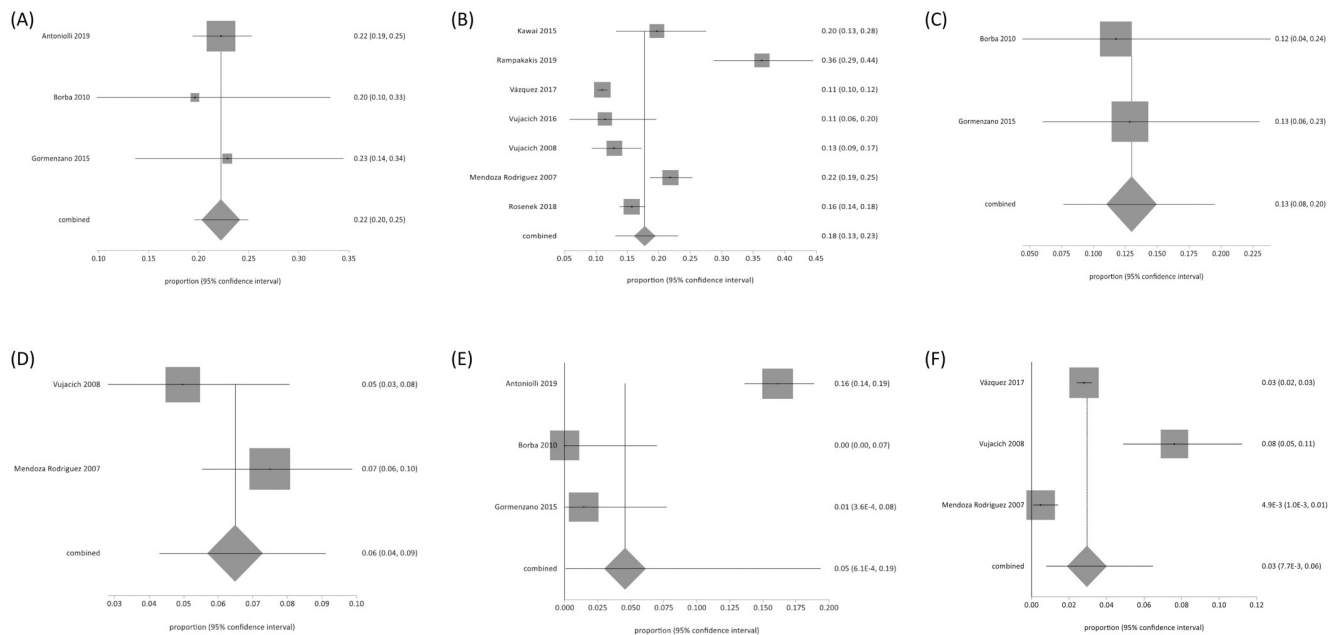 (A)
Antoniolli 2019 0.22 (0.19, 0.25)
Borba 2010 0.20 (0.10, 0.33)
Gormenzano 2015 0.23 (0.14, 0.34)
combined 0.22 (0.20, 0.25)
0.10 0.15 0.20 0.25 0.30 0.35
proportion (95% confidence interval)
(B)
Kawai 2015 0.20 (0.13, 0.28)
Rampakakis 2019 0.36 (0.29, 0.44)
Vázquez 2017 0.11 (0.10, 0.12)
Vujacich 2016 0.11 (0.06, 0.20)
Vujacich 2008 0.13 (0.09, 0.17)
Mendoza Rodriguez 2007 0.22 (0.19, 0.25)
Rosenek 2018 0.16 (0.14, 0.18)
combined 0.18 (0.13, 0.23)
0.05 0.10 0.15 0.20 0.25 0.30 0.35 0.40 0.45
proportion (95% confidence interval)
(C)
Borba 2010 0.12 (0.04, 0.24)
Gormenzano 2015 0.13 (0.06, 0.23)
combined 0.13 (0.08, 0.20)
0.050 0.075 0.100 0.125 0.150 0.175 0.200 0.225
proportion (95% confidence interval)
(D)
Vujacich 2008 0.05 (0.03, 0.08)
Mendoza Rodriguez 2007 0.07 (0.06, 0.10)
combined 0.06 (0.04, 0.09)
0.03 0.04 0.05 0.06 0.07 0.08 0.09 0.10
proportion (95% confidence interval)
(E)
Antoniolli 2019 0.16 (0.14, 0.19)
Borba 2010 0.00 (0.00, 0.07)
Gormenzano 2015 0.01 (3.6E-4, 0.08)
combined 0.05 (6.1E-4, 0.19)
0.000 0.025 0.050 0.075 0.100 0.125 0.150 0.175 0.200
proportion (95% confidence interval)
(F)
Vázquez 2017 0.03 (0.02, 0.03)
Vujacich 2008 0.08 (0.05, 0.11)
Mendoza Rodriguez 2007 4.9E-3 (1.0E-3, 0.01)
combined 0.03 (7.7E-3, 0.06)
0.00 0.02 0.04 0.06 0.08 0.10 0.12
proportion (95% confidence interval)